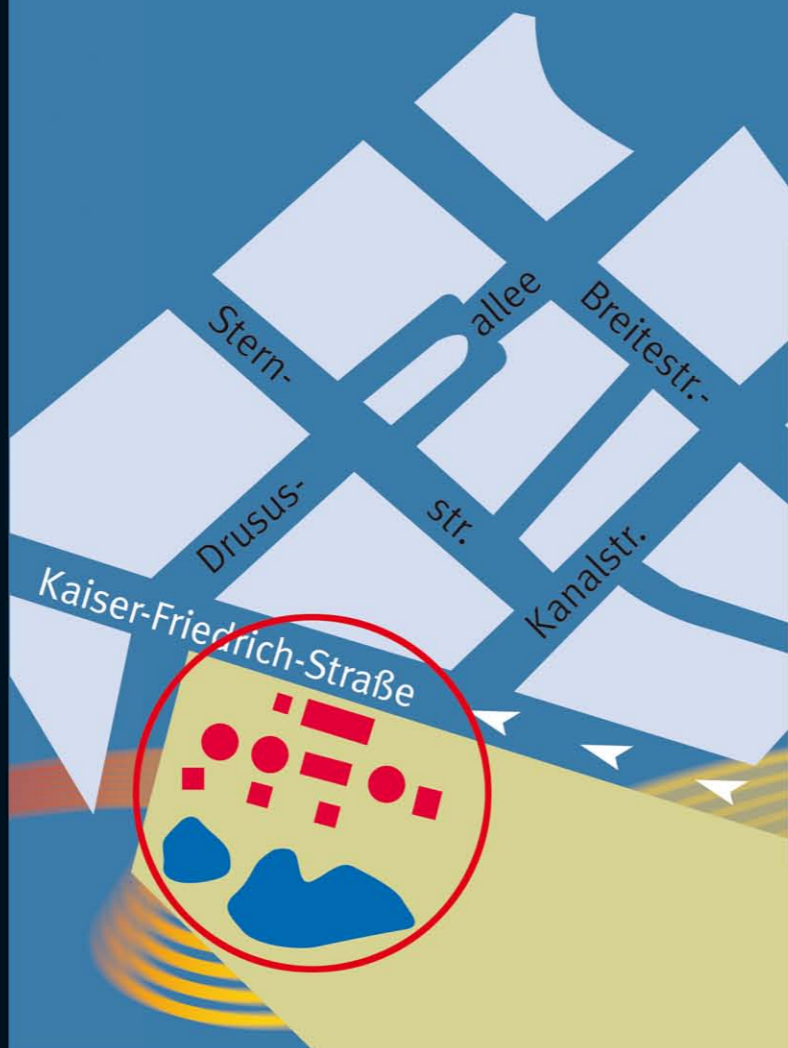 Stern-
str.
Drusus-
allee
Breitestr.-
Kanalstr.
Kaiser-Friedrich-Straße